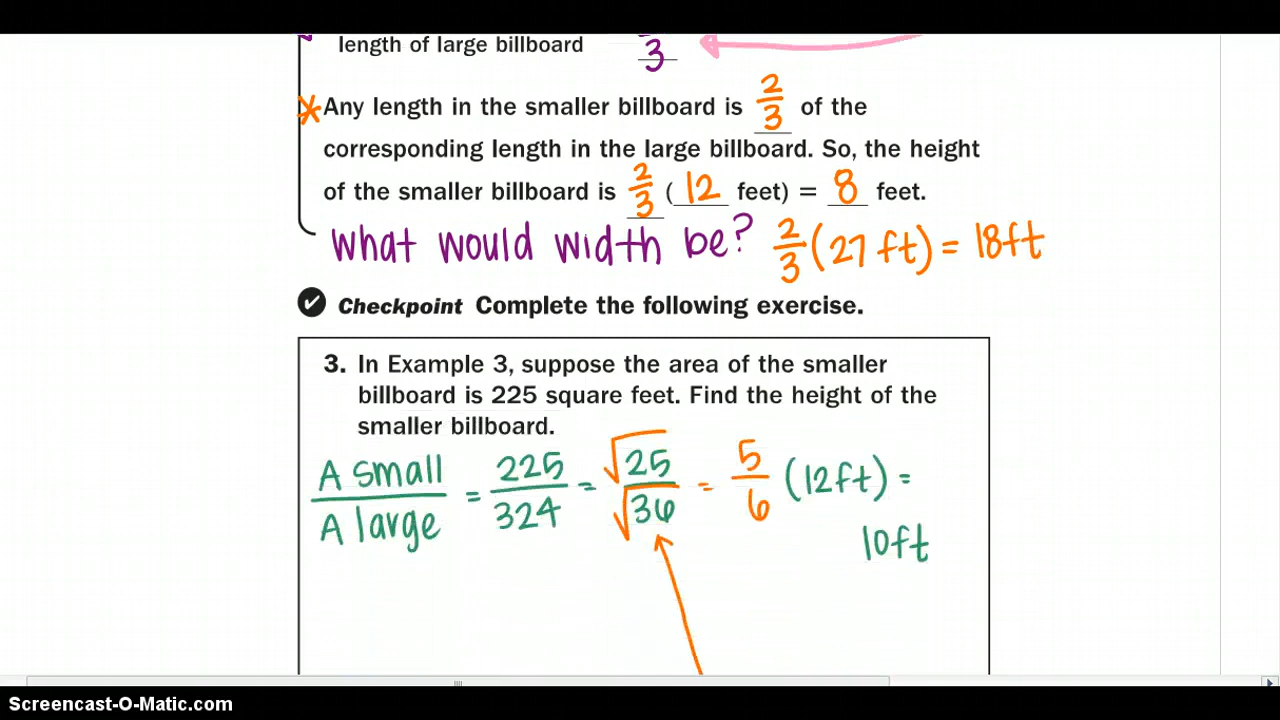 length of large billboard 3
*Any length in the smaller billboard is 2/3 of the
corresponding length in the large billboard. So, the height
of the smaller billboard is 2/3 (12 feet) = 8 feet.
What would width be? 2/3 (27 ft) = 18ft
✔ Checkpoint Complete the following exercise.
3. In Example 3, suppose the area of the smaller
billboard is 225 square feet. Find the height of the
smaller billboard.
A small / A large = 225/324 = √25/√36 = 5/6 (12ft) =
10ft
Screencast-O-Matic.com